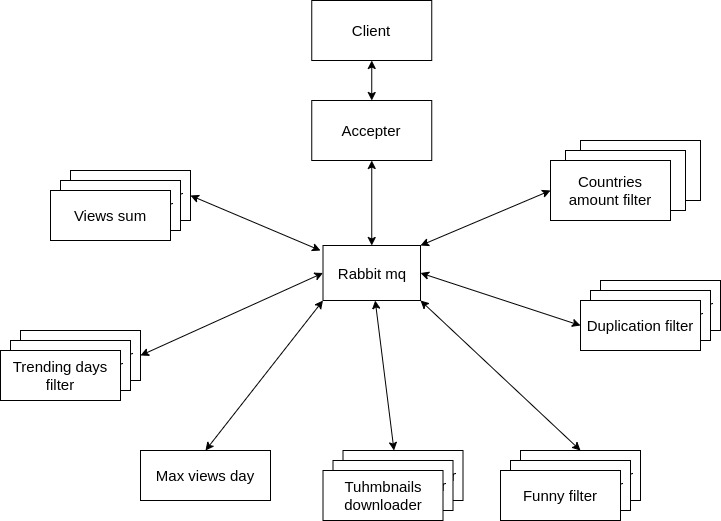 Client
Accepter
Countries
amount filter
Views sum
Rabbit mq
Duplication filter
Trending days
filter
Max views day
Tuhmbnails
downloader
Funny filter